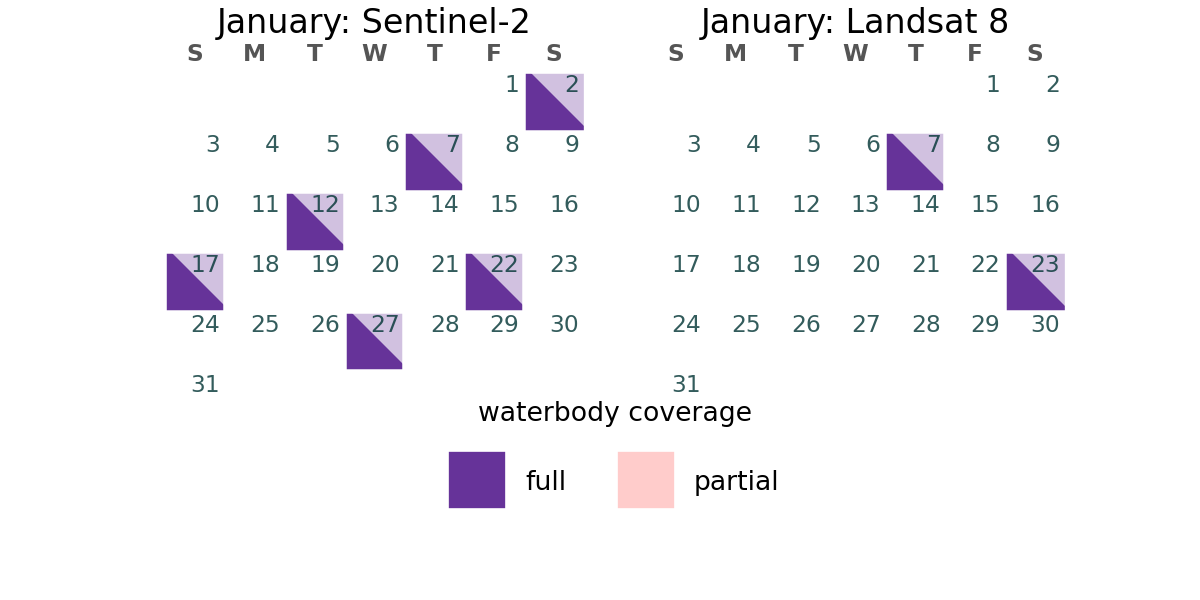 January: Sentinel-2
S M T W T F S
1 2
3 4 5 6 7 8 9
10 11 12 13 14 15 16
17 18 19 20 21 22 23
24 25 26 27 28 29 30
31
January: Landsat 8
S M T W T F S
1 2
3 4 5 6 7 8 9
10 11 12 13 14 15 16
17 18 19 20 21 22 23
24 25 26 27 28 29 30
31
waterbody coverage
full
partial